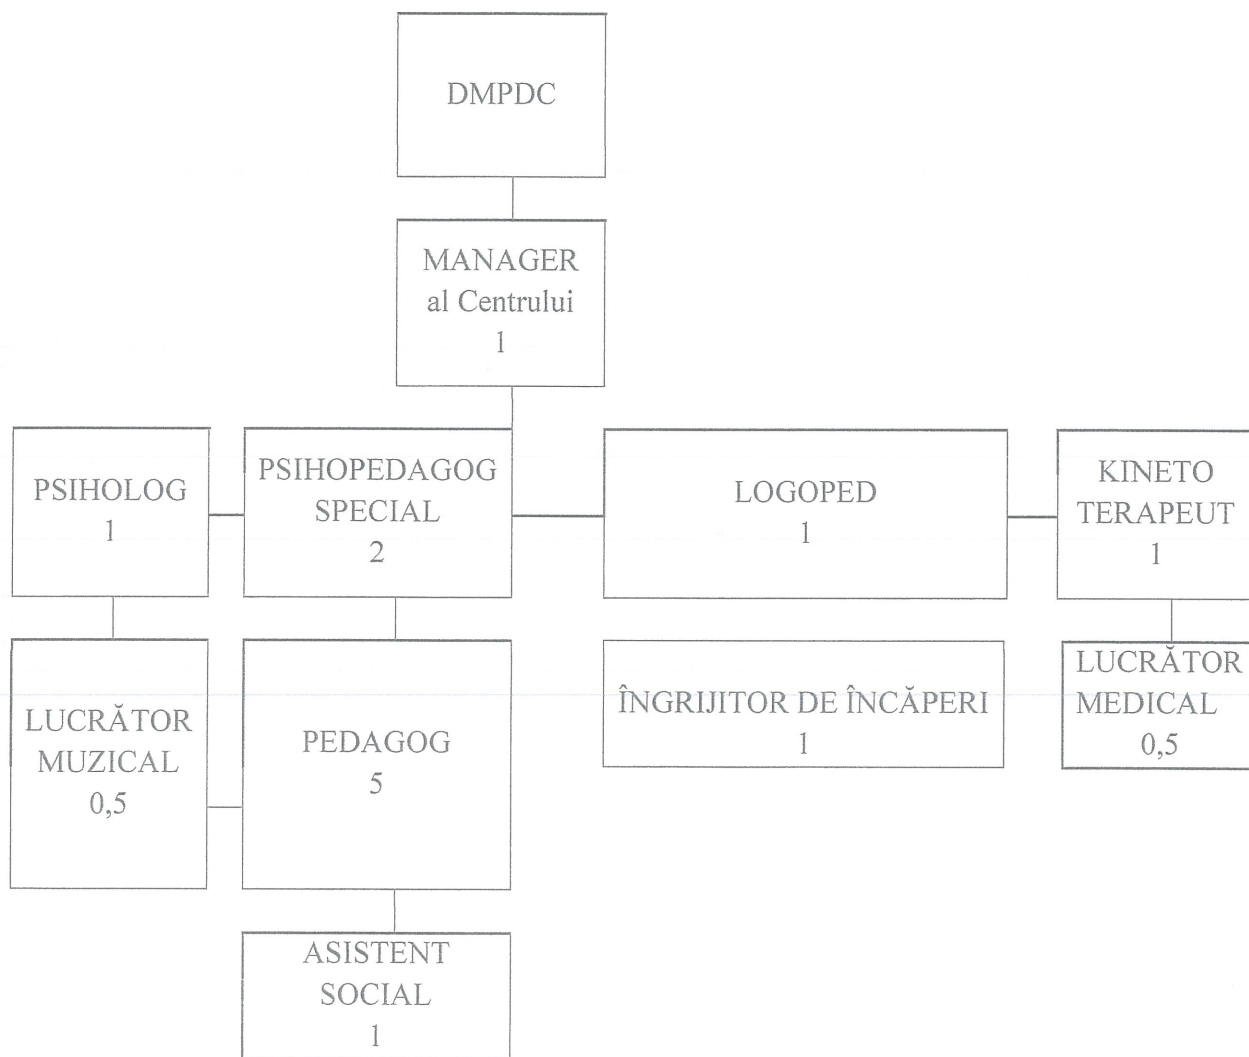 DMPDC
MANAGER
al Centrului
1
PSIHOLOG
1
PSIHOPEDAGOG
SPECIAL
2
LOGOPED
1
KINETO
TERAPEUT
1
LUCRĂTOR
MUZICAL
0,5
PEDAGOG
5
ÎNGRIJITOR DE ÎNCĂPERI
1
LUCRĂTOR
MEDICAL
0,5
ASISTENT
SOCIAL
1